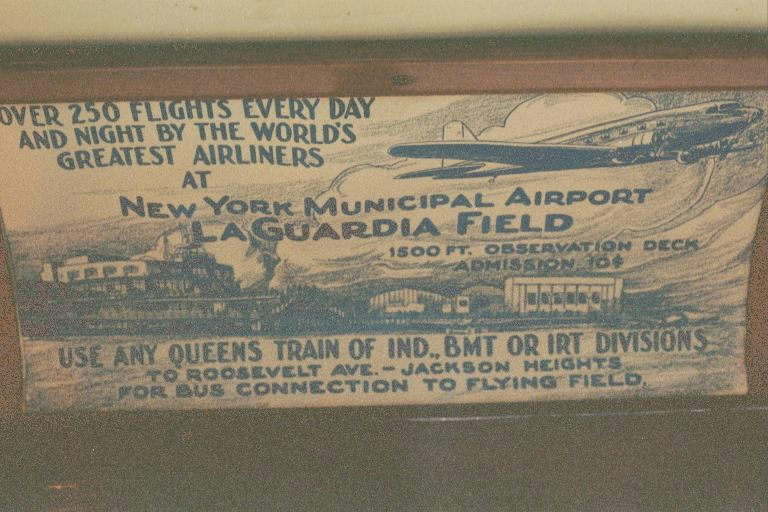 OVER 250 FLIGHTS EVERY DAY
AND NIGHT BY THE WORLD'S
GREATEST AIRLINERS
AT
NEW YORK MUNICIPAL AIRPORT
LAGUARDIA FIELD
1500 FT. OBSERVATION DECK
ADMISSION 10¢
USE ANY QUEENS TRAIN OF IND., BMT OR IRT DIVISIONS
TO ROOSEVELT AVE. - JACKSON HEIGHTS
FOR BUS CONNECTION TO FLYING FIELD.